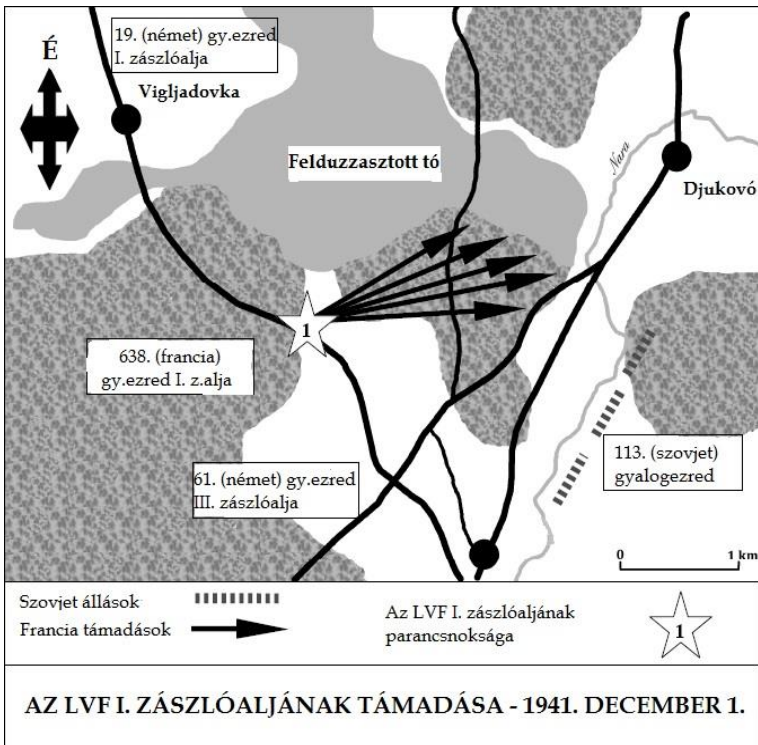 19. (német) gy.ezred
I. zászlóalja
É
Vigljadovka
Felduzzasztott tó
Nara
Djukovó
1
638. (francia)
gy.ezred I. z.alja
61. (német) gy.ezred
III. zászlóalja
113. (szovjet)
gyalogezred
0 1 km
Szovjet állások
Francia támadások
Az LVF I. zászlóaljának
parancsnoksága
1
AZ LVF I. ZÁSZLÓALJÁNAK TÁMADÁSA - 1941. DECEMBER 1.